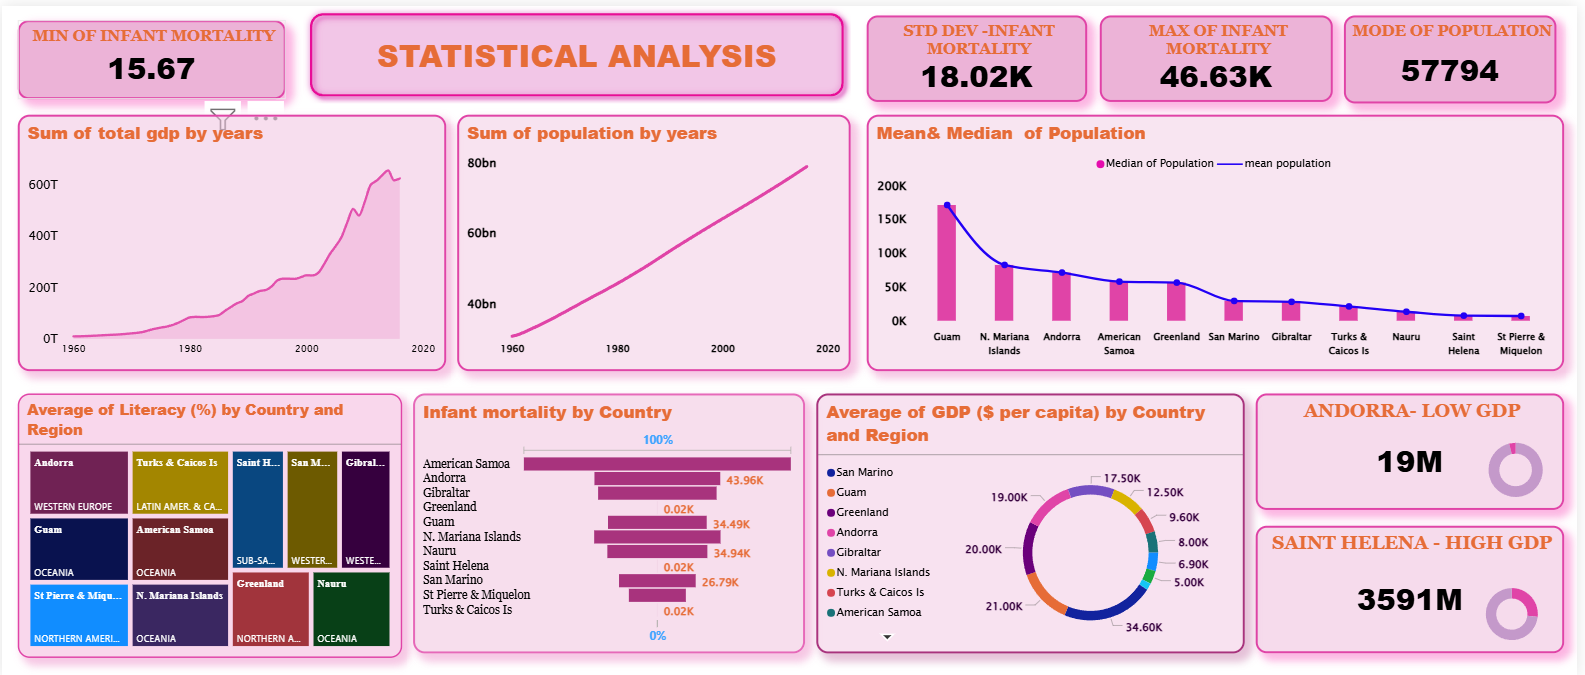 MIN OF INFANT MORTALITY
15.67
STATISTICAL ANALYSIS
STD DEV -INFANT
MORTALITY
18.02K
MAX OF INFANT
MORTALITY
46.63K
MODE OF POPULATION
57794
Sum of total gdp by years
600T
400T
200T
0T
1960
1980
2000
2020
Sum of population by years
80bn
60bn
40bn
1960
1980
2000
2020
Mean& Median of Population
Median of Population
mean population
200K
150K
100K
50K
0K
Guam
N. Mariana
Islands
Andorra
American
Samoa
Greenland
San Marino
Gibraltar
Turks &
Caicos Is
Nauru
Saint
Helena
St Pierre &
Miquelon
Average of Literacy (%) by Country and
Region
Andorra
WESTERN EUROPE
Turks & Caicos Is
LATIN AMER. & CA...
Saint H...
SUB-SA...
San M...
WESTER...
Gibral...
WESTE...
Guam
OCEANIA
American Samoa
OCEANIA
St Pierre & Miqu...
NORTHERN AMERI...
N. Mariana Islands
OCEANIA
Greenland
NORTHERN A...
Nauru
OCEANIA
Infant mortality by Country
100%
American Samoa
Andorra
43.96K
Gibraltar
Greenland
0.02K
Guam
34.49K
N. Mariana Islands
Nauru
34.94K
Saint Helena
0.02K
San Marino
26.79K
St Pierre & Miquelon
Turks & Caicos Is
0.02K
0%
Average of GDP ($ per capita) by Country
and Region
San Marino
Guam
Greenland
Andorra
Gibraltar
N. Mariana Islands
Turks & Caicos Is
American Samoa
17.50K
12.50K
9.60K
8.00K
6.90K
5.00K
34.60K
21.00K
20.00K
19.00K
ANDORRA- LOW GDP
19M
SAINT HELENA - HIGH GDP
3591M